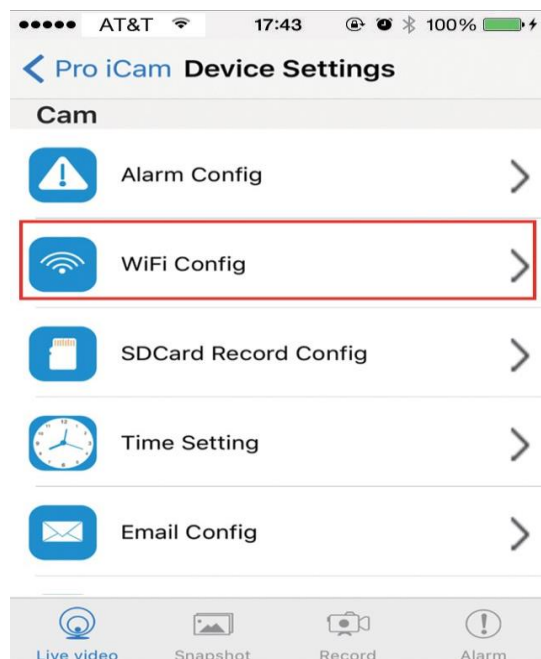 AT&T 17:43 100%
Pro iCam Device Settings
Cam
Alarm Config
WiFi Config
SDCard Record Config
Time Setting
Email Config
Live video Snapshot Record Alarm